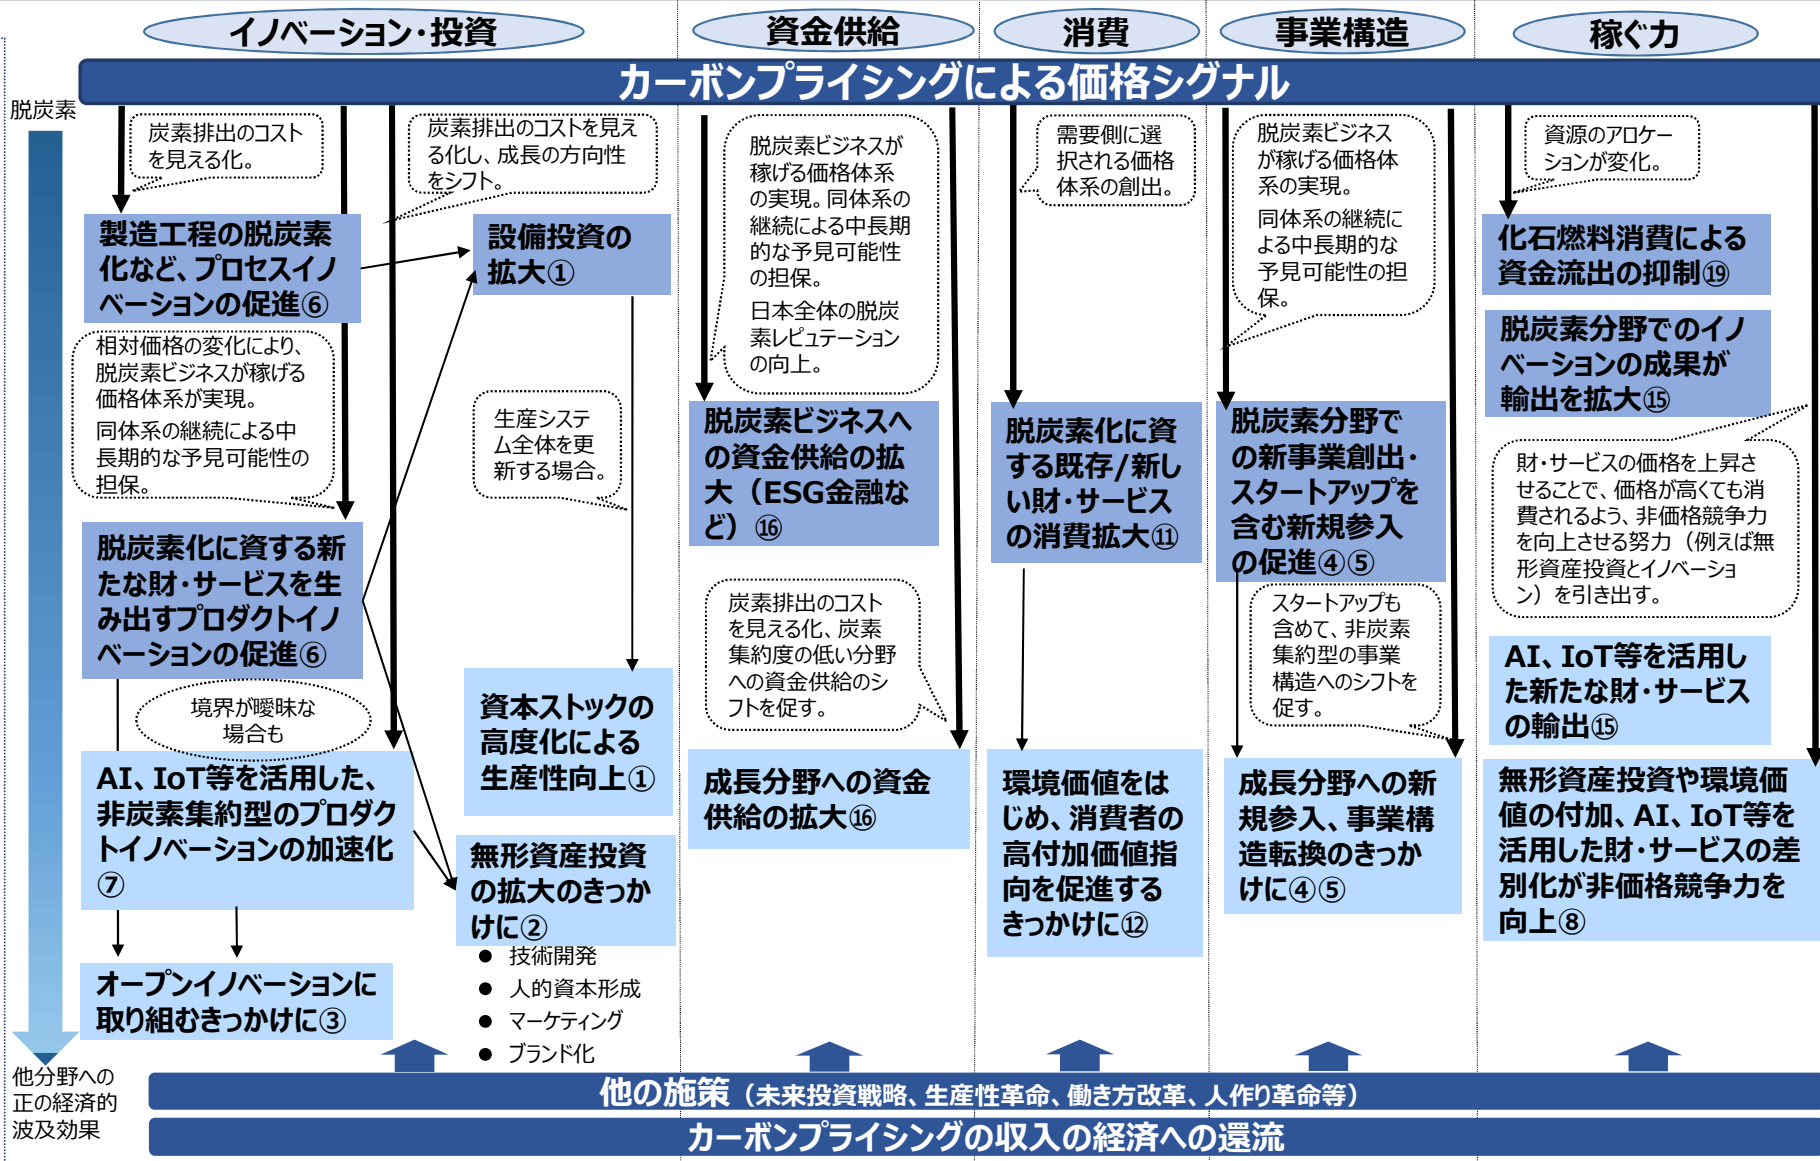 イノベーション・投資
資金供給
消費
事業構造
稼ぐ力
カーボンプライシングによる価格シグナル
脱炭素
炭素排出のコスト
を見える化。
炭素排出のコストを見え
る化し、成長の方向性
をシフト。
製造工程の脱炭素
化など、プロセスイノ
ベーションの促進⑥
設備投資の
拡大①
相対価格の変化により、
脱炭素ビジネスが稼げる
価格体系が実現。
同体系の継続による中
長期的な予見可能性の
担保。
生産システ
ム全体を更
新する場合。
脱炭素化に資する新
たな財・サービスを生
み出すプロダクトイノ
ベーションの促進⑥
境界が曖昧な
場合も
資本ストックの
高度化による
生産性向上①
AI、IoT等を活用した、
非炭素集約型のプロダク
トイノベーションの加速化
⑦
無形資産投資
の拡大のきっか
けに②
● 技術開発
● 人的資本形成
● マーケティング
● ブランド化
オープンイノベーションに
取り組むきっかけに③
脱炭素ビジネスが
稼げる価格体系
の実現。同体系の
継続による中長期
的な予見可能性
の担保。
日本全体の脱炭
素レピュテーション
の向上。
脱炭素ビジネスへ
の資金供給の拡
大（ESG金融な
ど）⑯
炭素排出のコスト
を見える化、炭素
集約度の低い分野
への資金供給のシ
フトを促す。
成長分野への資金
供給の拡大⑯
需要側に選
択される価格
体系の創出。
脱炭素化に資
する既存/新し
い財・サービス
の消費拡大⑪
環境価値をは
じめ、消費者の
高付加価値指
向を促進する
きっかけに⑫
脱炭素ビジネス
が稼げる価格体
系の実現。
同体系の継続に
よる中長期的な
予見可能性の担
保。
脱炭素分野で
の新事業創出・
スタートアップを
含む新規参入
の促進④⑤
スタートアップも
含めて、非炭素
集約型の事業
構造へのシフトを
促す。
成長分野への新
規参入、事業構
造転換のきっか
けに④⑤
資源のアロケー
ションが変化。
化石燃料消費による
資金流出の抑制⑲
脱炭素分野でのイノ
ベーションの成果が
輸出を拡大⑮
財・サービスの価格を上昇さ
せることで、価格が高くても消
費されるよう、非価格競争力
を向上させる努力（例えば無
形資産投資とイノベーショ
ン）を引き出す。
AI、IoT等を活用し
た新たな財・サービス
の輸出⑮
無形資産投資や環境価
値の付加、AI、IoT等を
活用した財・サービスの差
別化が非価格競争力を
向上⑧
他分野への
正の経済的
波及効果
他の施策（未来投資戦略、生産性革命、働き方改革、人作り革命等）
カーボンプライシングの収入の経済への還流